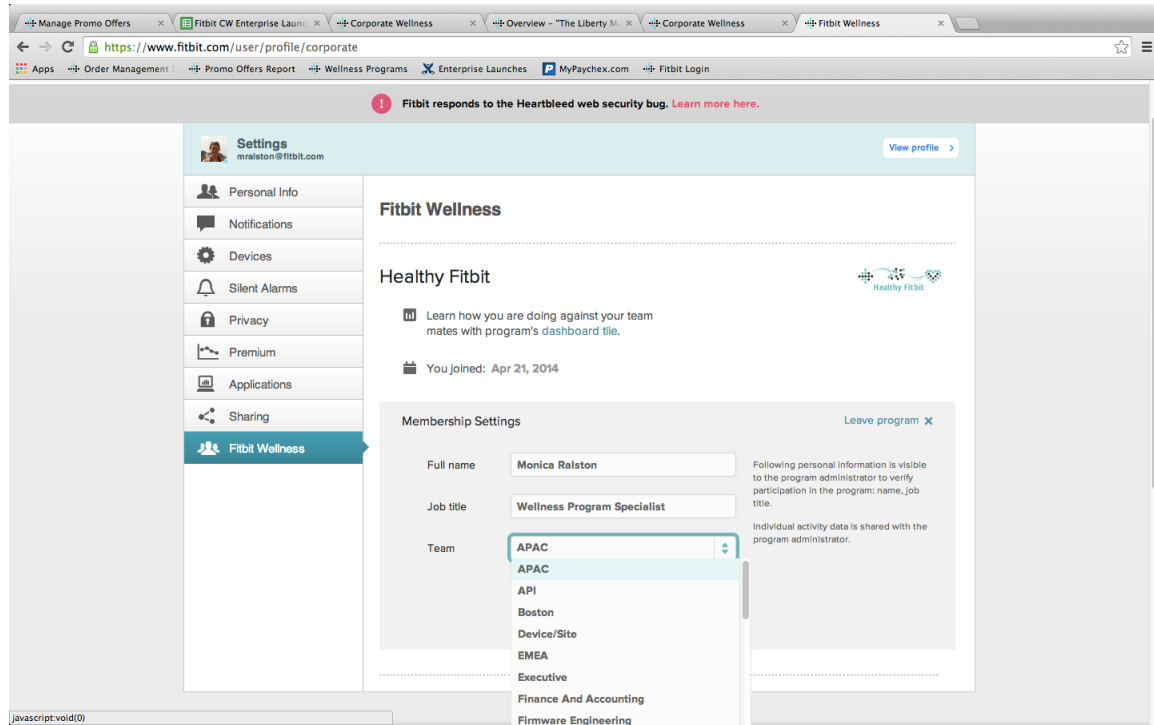 Manage Promo Offers
Fitbit CW Enterprise Launc
Corporate Wellness
Overview – "The Liberty Mu
Corporate Wellness
Fitbit Wellness
https://www.fitbit.com/user/profile/corporate
Apps
Order Management
Promo Offers Report
Wellness Programs
Enterprise Launches
MyPaychex.com
Fitbit Login
Fitbit responds to the Heartbleed web security bug. Learn more here.
Settings
mralston@fitbit.com
View profile >
Personal Info
Notifications
Devices
Silent Alarms
Privacy
Premium
Applications
Sharing
Fitbit Wellness
Fitbit Wellness
Healthy Fitbit
Healthy Fitbit
Learn how you are doing against your team
mates with program's dashboard tile.
You joined: Apr 21, 2014
Membership Settings
Leave program X
Full name
Monica Ralston
Job title
Wellness Program Specialist
Team
APAC
Following personal information is visible
to the program administrator to verify
participation in the program: name, job
title.
Individual activity data is shared with the
program administrator.
APAC
API
Boston
Device/Site
EMEA
Executive
Finance And Accounting
Firmware Engineering
javascript:void(0)